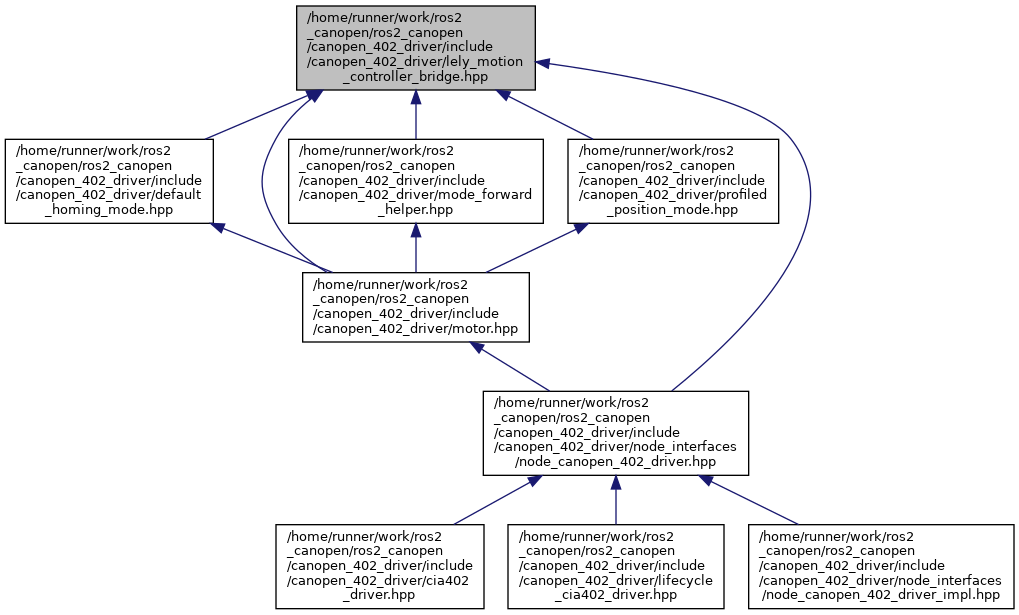 /home/runner/work/ros2
_canopen/ros2_canopen
/canopen_402_driver/include
/canopen_402_driver/lely_motion
_controller_bridge.hpp
/home/runner/work/ros2
_canopen/ros2_canopen
/canopen_402_driver/include
/canopen_402_driver/default
_homing_mode.hpp
/home/runner/work/ros2
_canopen/ros2_canopen
/canopen_402_driver/include
/canopen_402_driver/mode_forward
_helper.hpp
/home/runner/work/ros2
_canopen/ros2_canopen
/canopen_402_driver/include
/canopen_402_driver/profiled
_position_mode.hpp
/home/runner/work/ros2
_canopen/ros2_canopen
/canopen_402_driver/include
/canopen_402_driver/motor.hpp
/home/runner/work/ros2
_canopen/ros2_canopen
/canopen_402_driver/include
/canopen_402_driver/node_interfaces
/node_canopen_402_driver.hpp
/home/runner/work/ros2
_canopen/ros2_canopen
/canopen_402_driver/include
/canopen_402_driver/cia402
_driver.hpp
/home/runner/work/ros2
_canopen/ros2_canopen
/canopen_402_driver/include
/canopen_402_driver/lifecycle
_cia402_driver.hpp
/home/runner/work/ros2
_canopen/ros2_canopen
/canopen_402_driver/include
/canopen_402_driver/node_interfaces
/node_canopen_402_driver_impl.hpp